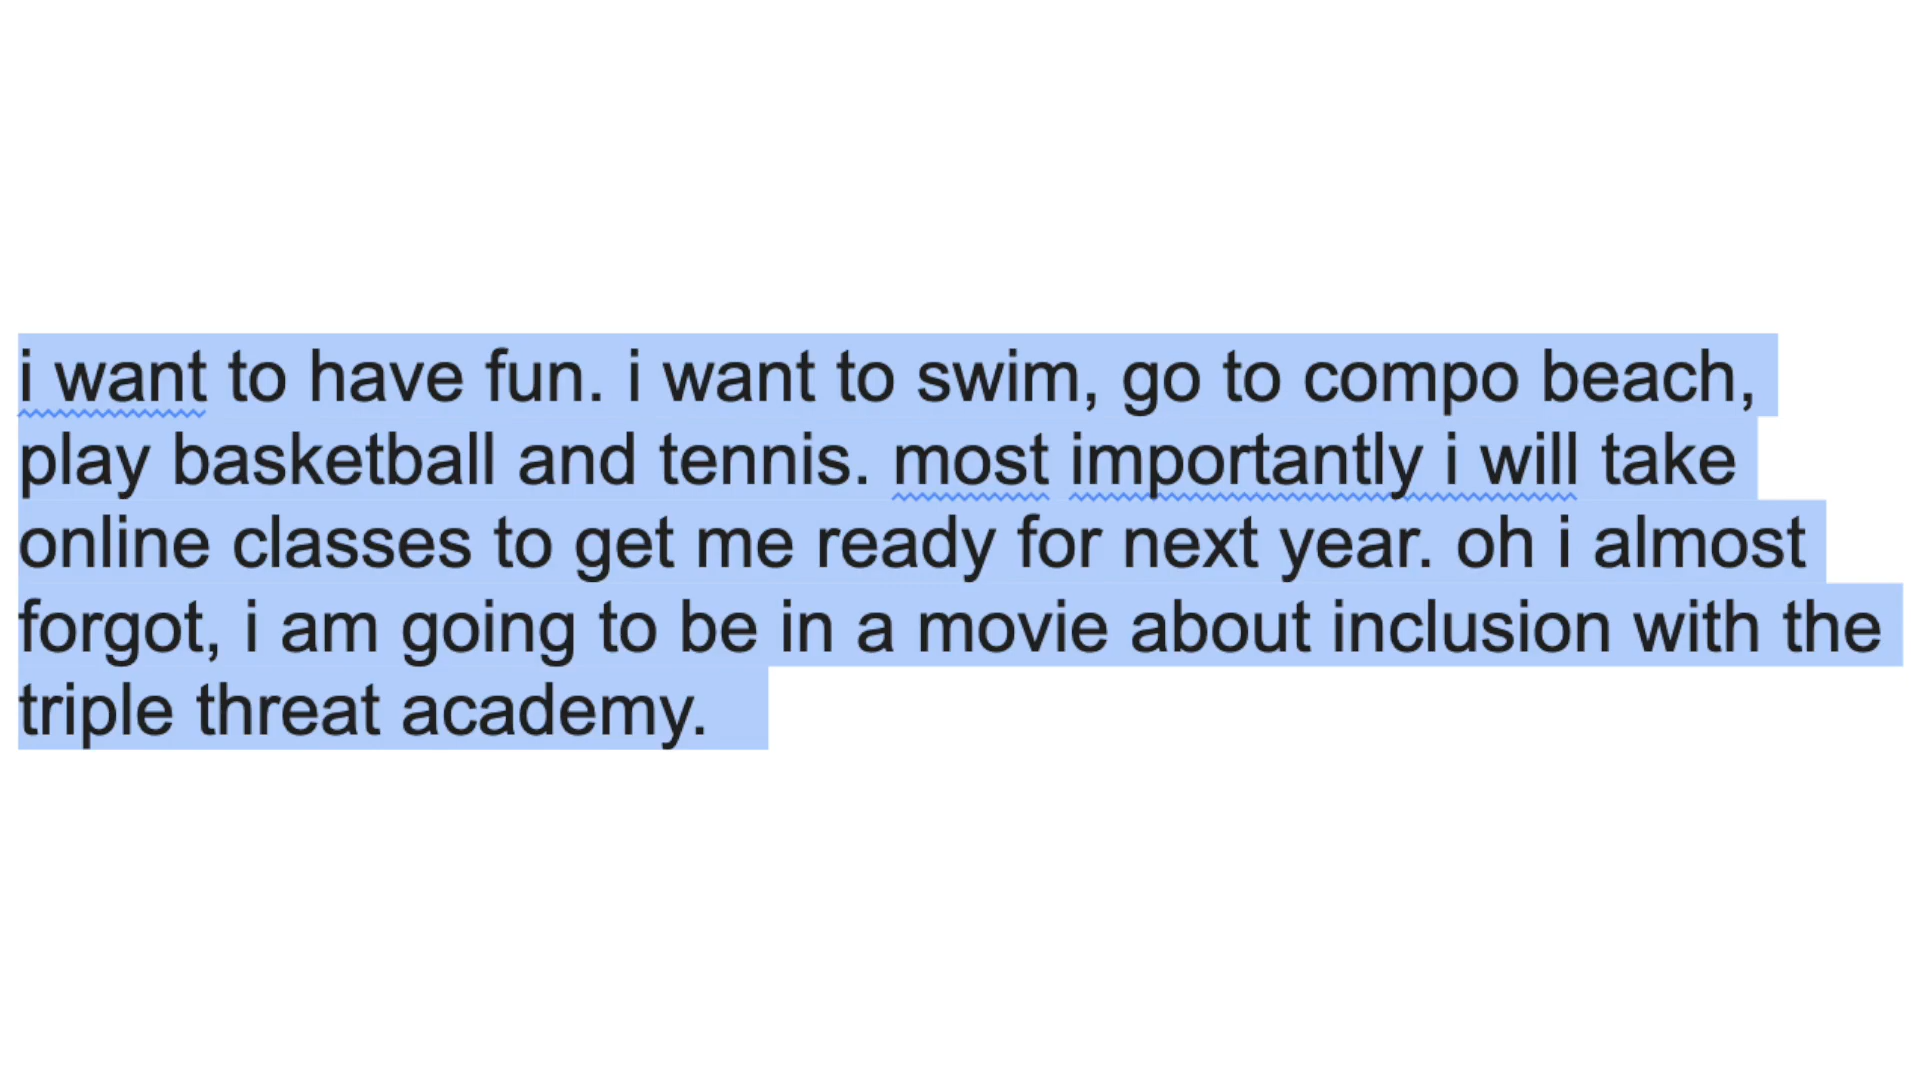 i want to have fun. i want to swim, go to compo beach,
play basketball and tennis. most importantly i will take
online classes to get me ready for next year. oh i almost
forgot, i am going to be in a movie about inclusion with the
triple threat academy.